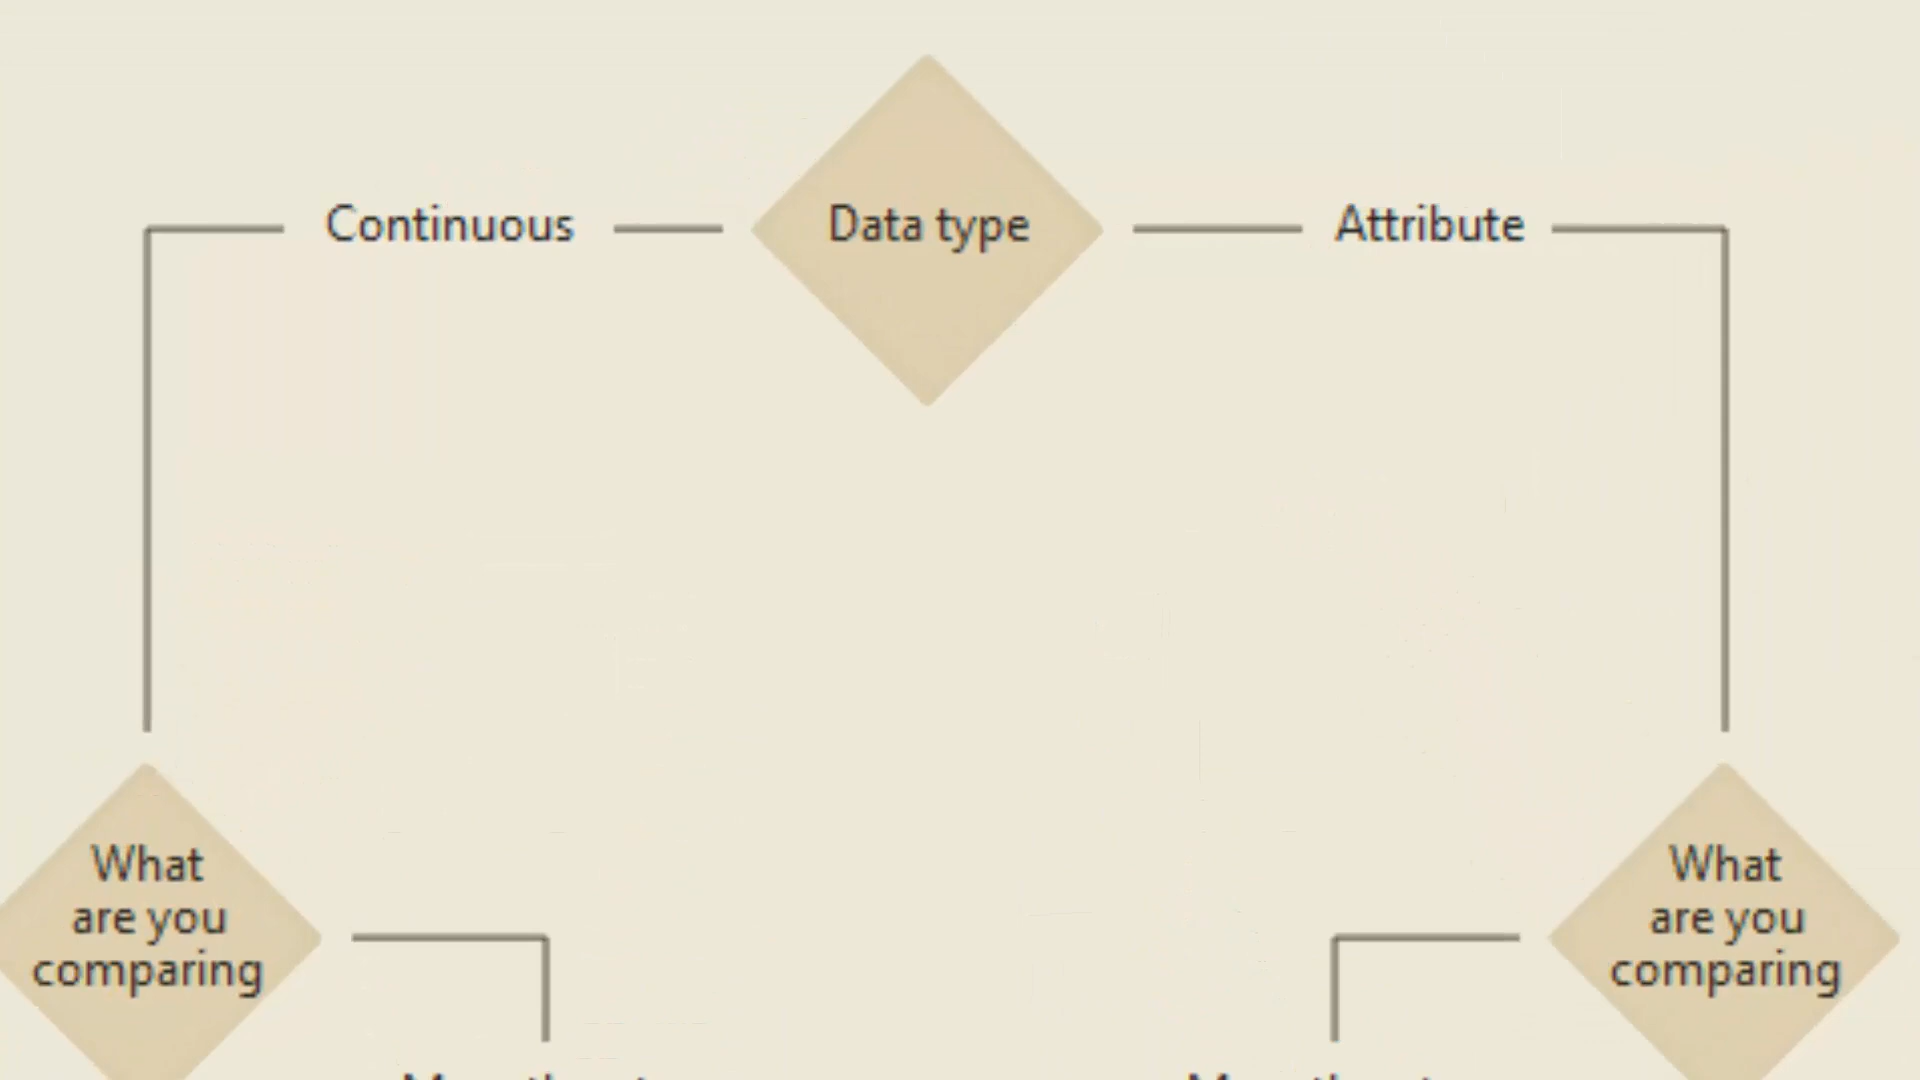 Continuous
Data type
Attribute
What
are you
comparing
What
are you
comparing